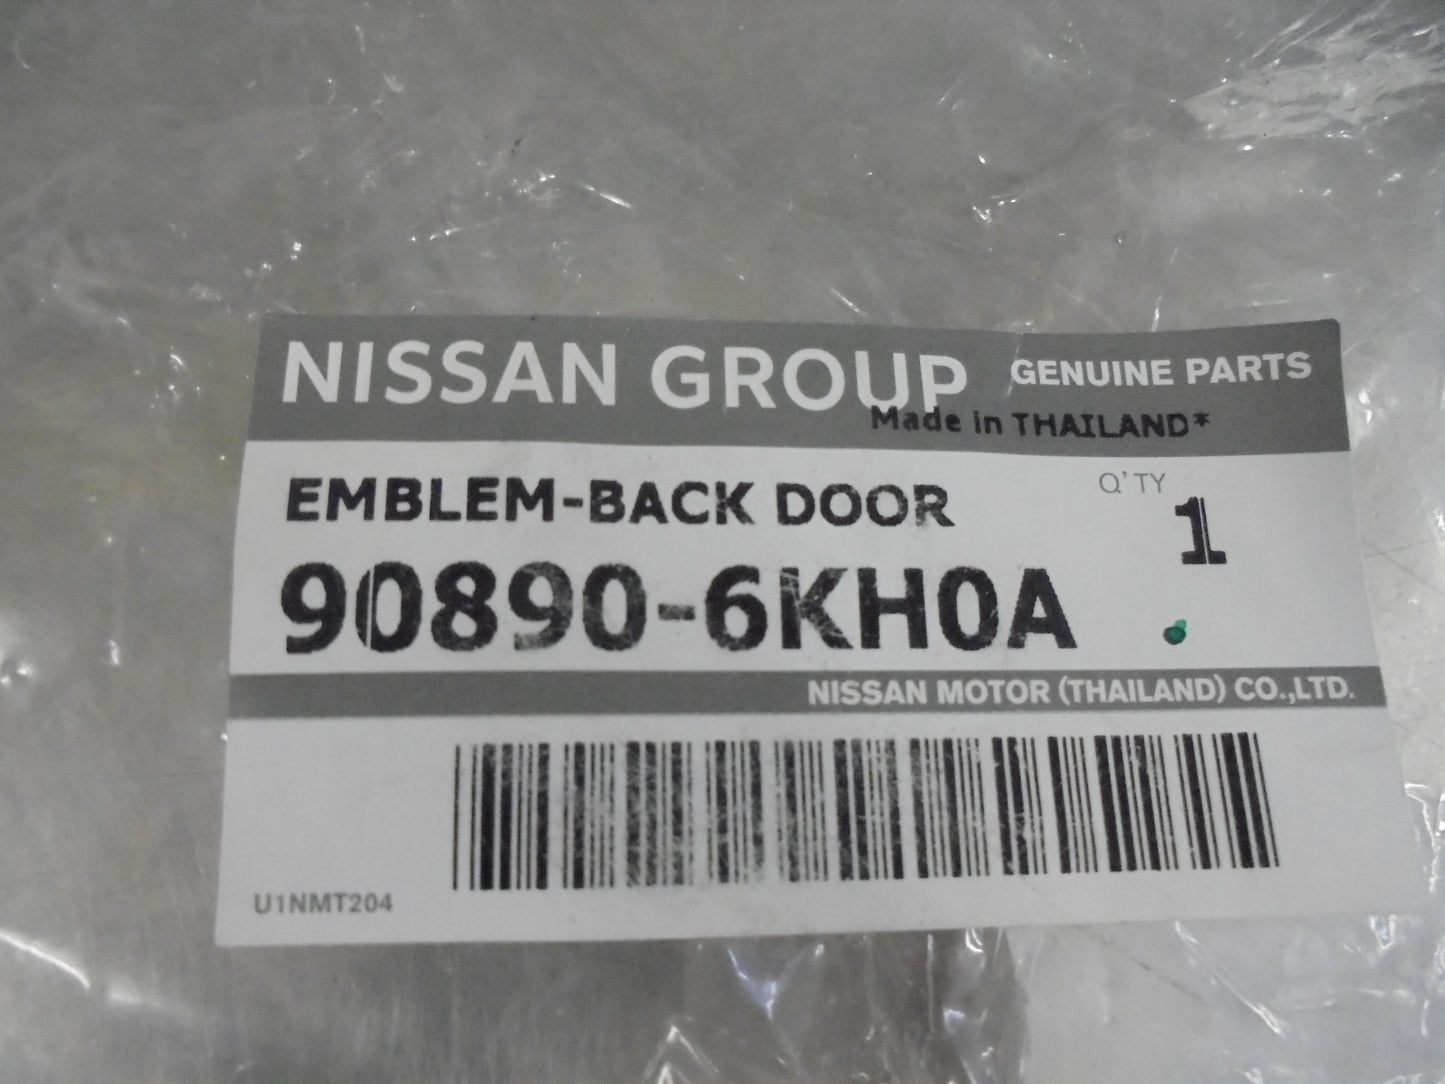 NISSAN GROUP GENUINE PARTS
Made in THAILAND*
EMBLEM-BACK DOOR
Q'TY 1
90890-6KH0A
NISSAN MOTOR (THAILAND) CO.,LTD.
U1NMT204